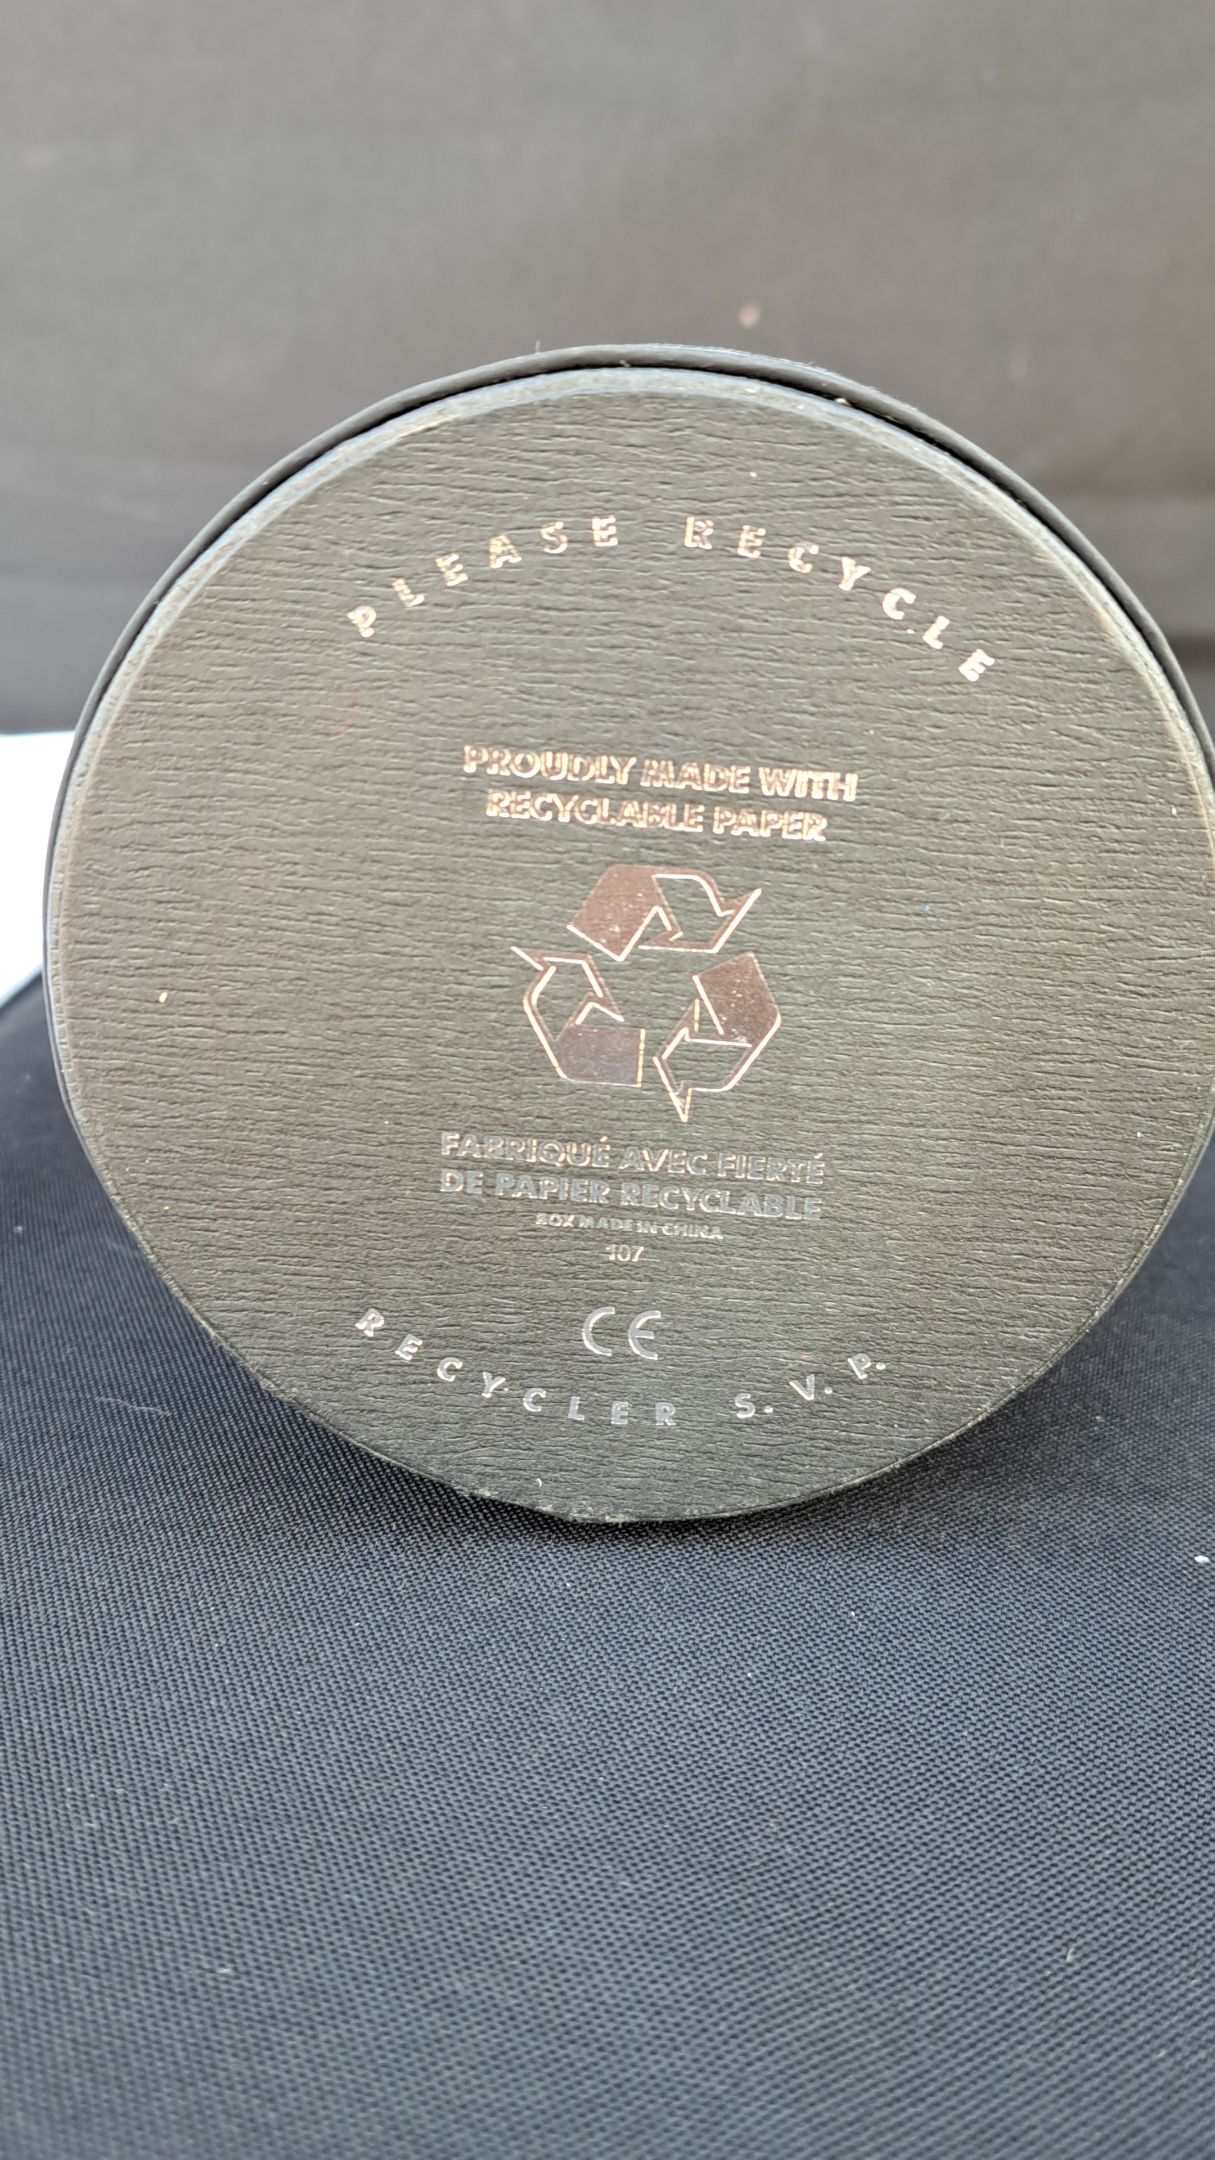 PLEASE RECYCLE
PROUDLY MADE WITH
RECYCLABLE PAPER
FABRIQUÉ AVEC FIERTÉ
DE PAPIER RECYCLABLE
BOX MADE IN CHINA
107
CE
RECYCLER S.V.P.